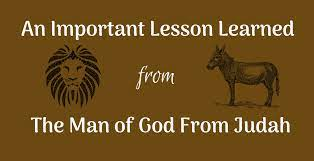 An Important Lesson Learned
from
The Man of God From Judah